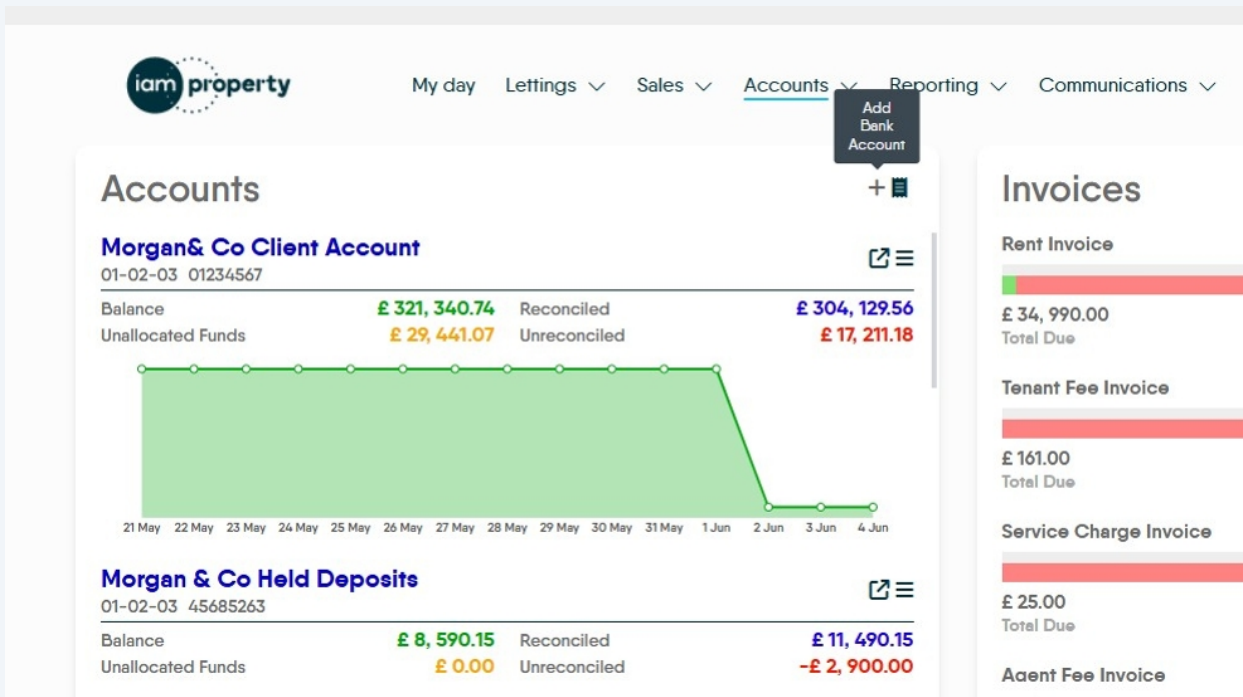 iam property
My day Lettings Sales Accounts Reporting Communications
Add
Bank
Account
Accounts
Morgan& Co Client Account
01-02-03 01234567
Balance £ 321, 340.74 Reconciled £ 304, 129.56
Unallocated Funds £ 29, 441.07 Unreconciled £ 17, 211.18
21 May 22 May 23 May 24 May 25 May 26 May 27 May 28 May 29 May 30 May 31 May 1 Jun 2 Jun 3 Jun 4 Jun
Morgan & Co Held Deposits
01-02-03 45685263
Balance £ 8, 590.15 Reconciled £ 11, 490.15
Unallocated Funds £ 0.00 Unreconciled -£ 2, 900.00
Invoices
Rent Invoice
£ 34, 990.00
Total Due
Tenant Fee Invoice
£ 161.00
Total Due
Service Charge Invoice
£ 25.00
Total Due
Agent Fee Invoice